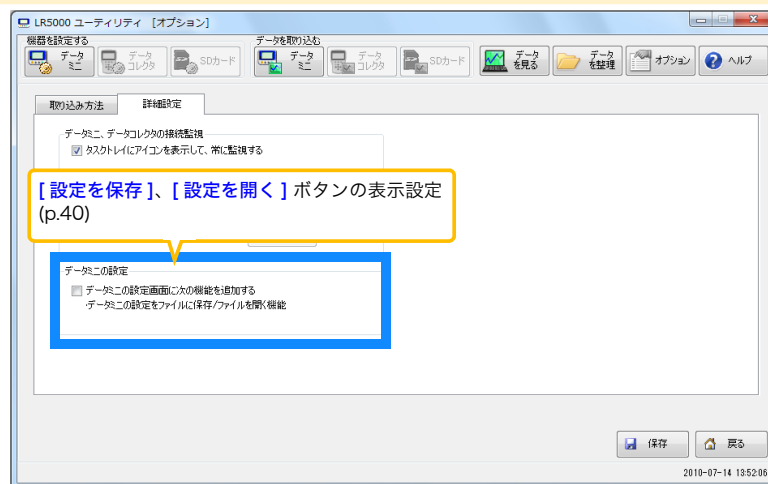 LR5000 ユーティリティ [オプション]
機器を設定する
データを取り込む
データ
ミニ
データ
コレクタ
SDカード
データ
ミニ
データ
コレクタ
SDカード
データ
を見る
データ
を整理
オプション
ヘルプ
取り込み方法
詳細設定
データミニ、データコレクタの接続監視
タスクトレイにアイコンを表示して、常に監視する
[ 設定を保存 ]、[ 設定を開く ] ボタンの表示設定
(p.40)
データミニの設定
データミニの設定画面に次の機能を追加する
・データミニの設定をファイルに保存/ファイルを開く機能
保存
戻る
2010-07-14 13:52:06